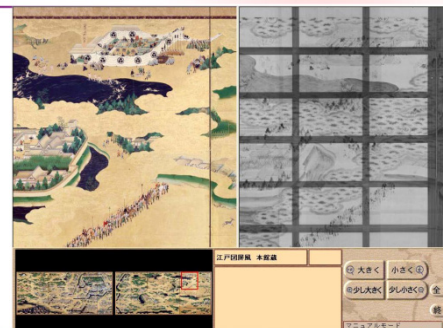 江戸図屏風 本館蔵
大きく
小さく
少し大きく
少し小さく
全
マニュアルモード